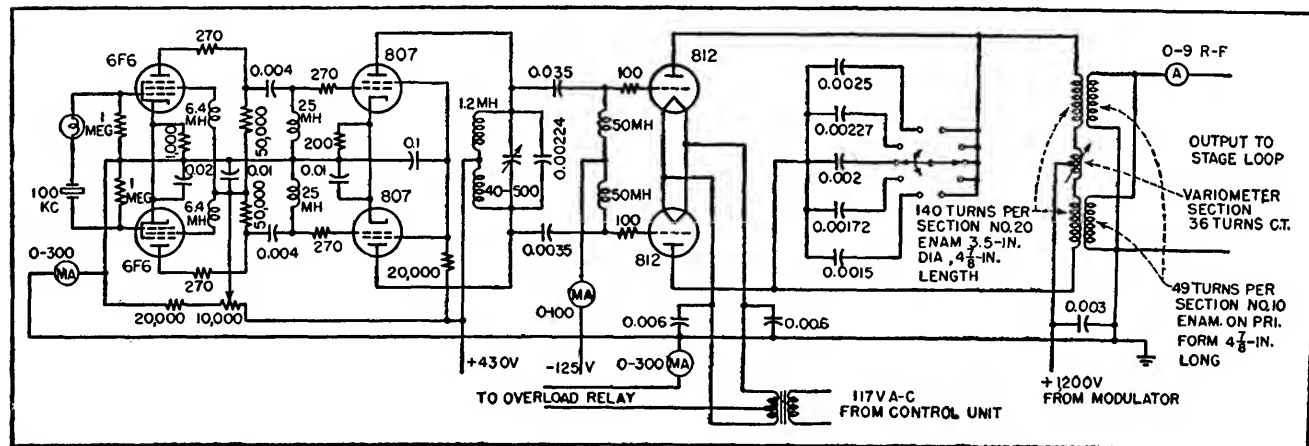 270
6F6
0.004
270
807
6.4
MH
25
MH
1
MEG
1,000
0.02
0.01
50,000
200
0.01
0.1
1.2MH
40-500
0.00224
100
KC
1
MEG
6.4
MH
50,000
25
MH
0.004
270
807
20,000
6F6
0-300
MA
270
20,000
10,000
+430V
0.035
100
812
50MH
50MH
0.0035
100
812
MA
0-100
-125V
0.006
0-300
MA
0.006
TO OVERLOAD RELAY
117V A-C
FROM CONTROL UNIT
0.0025
0.00227
0.002
0.00172
0.0015
140 TURNS PER
SECTION NO.20
ENAM 3.5-IN.
DIA, 4 7/8-IN.
LENGTH
0-9 R-F
A
OUTPUT TO
STAGE LOOP
VARIOMETER
SECTION
36 TURNS C.T.
49 TURNS PER
SECTION NO.10
ENAM. ON PRI.
FORM 4 7/8-IN.
LONG
0.003
+1200V
FROM MODULATOR